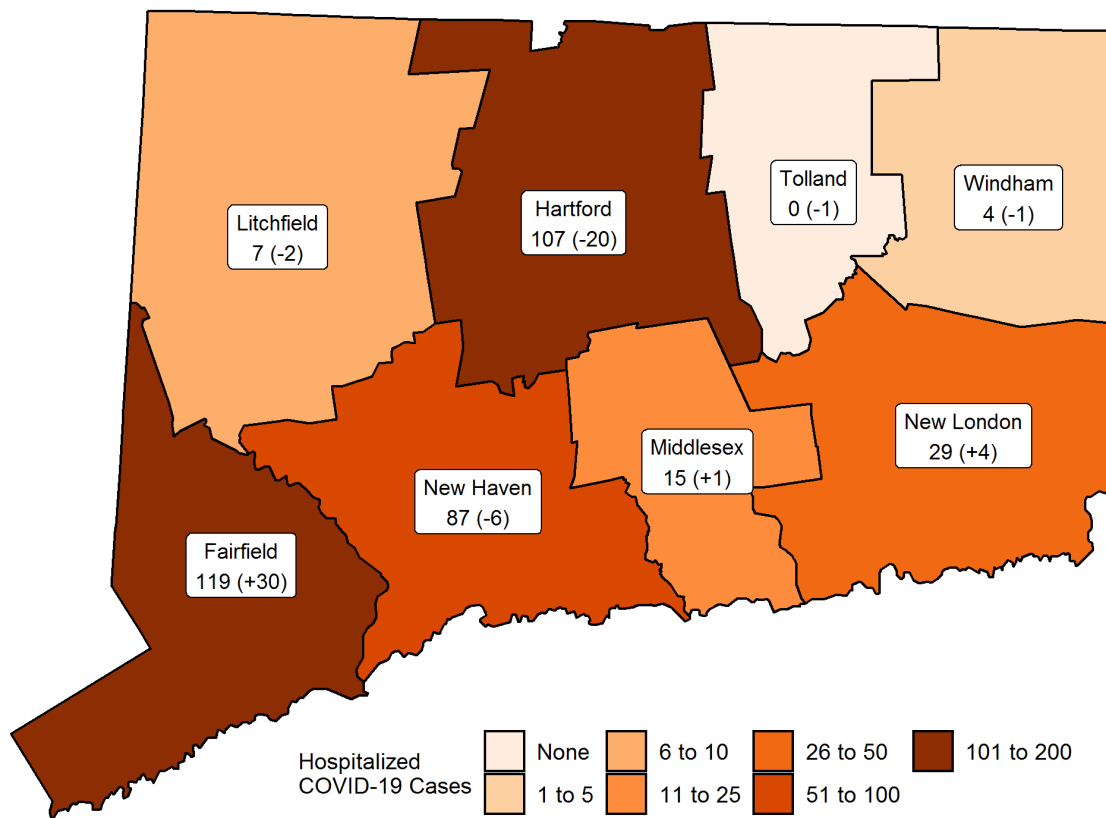 Tolland
0 (-1)
Windham
4 (-1)
Hartford
107 (-20)
Litchfield
7 (-2)
New London
29 (+4)
Middlesex
15 (+1)
New Haven
87 (-6)
Fairfield
119 (+30)
Hospitalized
COVID-19 Cases
None
1 to 5
6 to 10
11 to 25
26 to 50
51 to 100
101 to 200